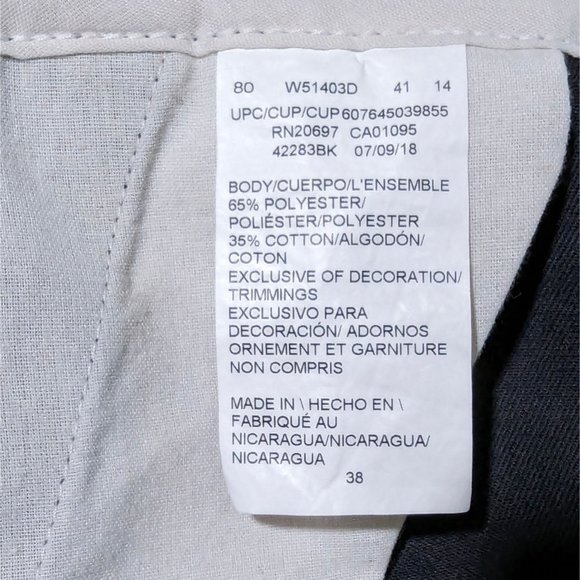 80 W51403D 41 14
UPC/CUP/CUP607645039855
RN20697 CA01095
42283BK 07/09/18
BODY/CUERPO/L'ENSEMBLE
65% POLYESTER/
POLIÉSTER/POLYESTER
35% COTTON/ALGODÓN/
COTON
EXCLUSIVE OF DECORATION/
TRIMMINGS
EXCLUSIVO PARA
DECORACIÓN/ ADORNOS
ORNEMENT ET GARNITURE
NON COMPRIS
MADE IN \ HECHO EN \
FABRIQUÉ AU
NICARAGUA/NICARAGUA/
NICARAGUA
38